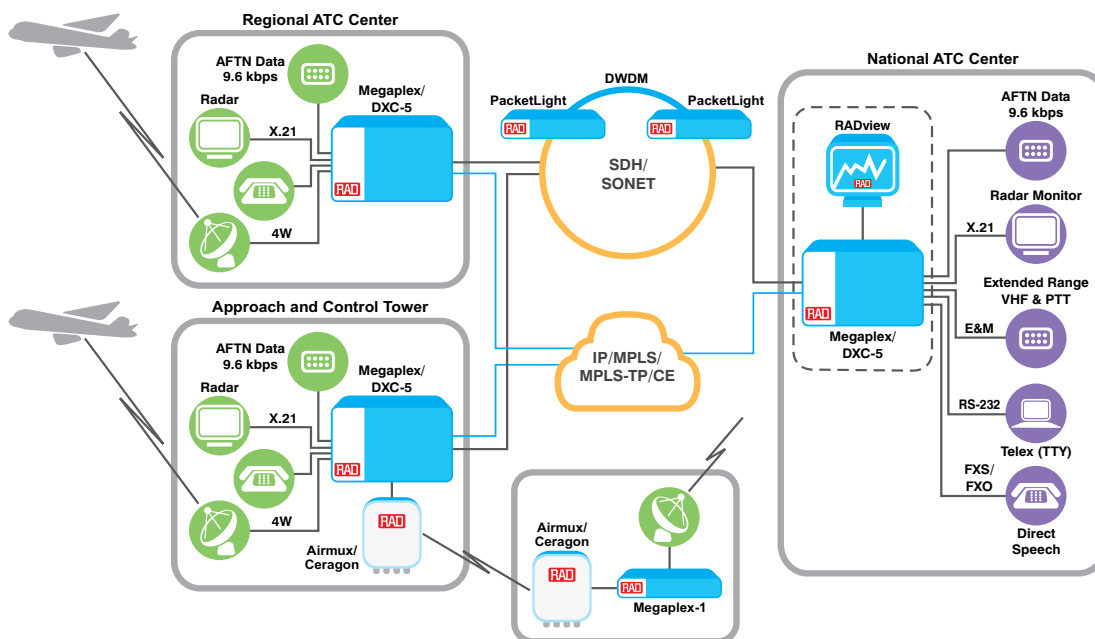 Regional ATC Center
AFTN Data
9.6 kbps
Megaplex/
DXC-5
Radar
X.21
RAD
4W
Approach and Control Tower
AFTN Data
9.6 kbps
Megaplex/
DXC-5
Radar
X.21
RAD
4W
RAD
Airmux/
Ceragon
DWDM
PacketLight
PacketLight
RAD
RAD
SDH/
SONET
IP/MPLS/
MPLS-TP/CE
Airmux/
Ceragon
RAD
RAD
Megaplex-1
National ATC Center
RADview
RAD
RAD
Megaplex/
DXC-5
AFTN Data
9.6 kbps
Radar Monitor
X.21
Extended Range
VHF & PTT
E&M
RS-232
Telex (TTY)
FXS/
FXO
Direct
Speech